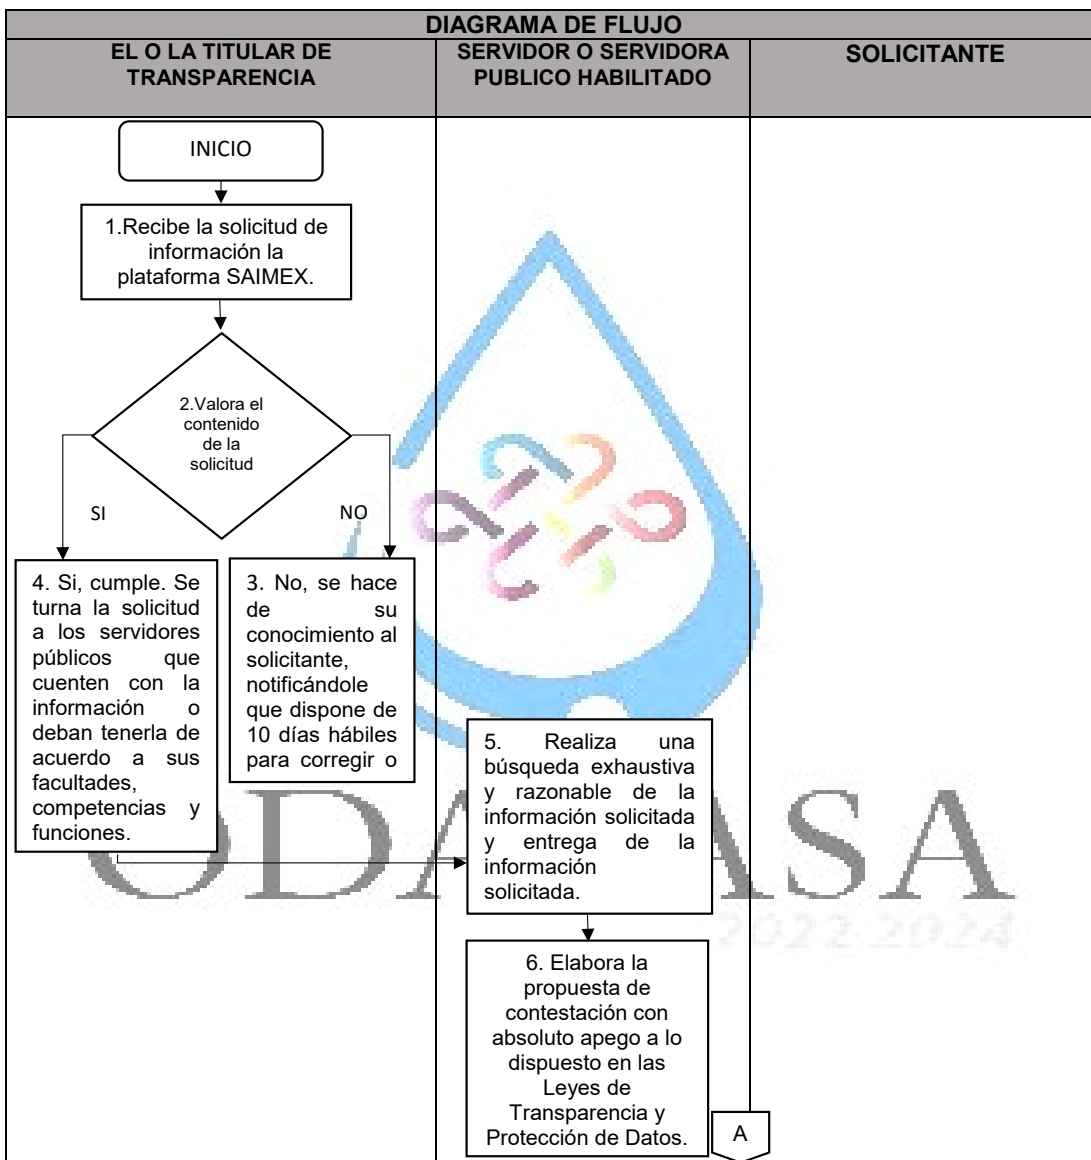 DIAGRAMA DE FLUJO
EL O LA TITULAR DE
TRANSPARENCIA
SERVIDOR O SERVIDORA
PUBLICO HABILITADO
SOLICITANTE
INICIO
1.Recibe la solicitud de
información la
plataforma SAIMEX.
2.Valora el
contenido
de la
solicitud
SI
NO
4. Si, cumple. Se
turna la solicitud
a los servidores
públicos que
cuenten con la
información o
deban tenerla de
acuerdo a sus
facultades,
competencias y
funciones.
3. No, se hace
de su
conocimiento al
solicitante,
notificándole
que dispone de
10 días hábiles
para corregir o
5. Realiza una
búsqueda exhaustiva
y razonable de la
información solicitada
y entrega de la
información
solicitada.
6. Elabora la
propuesta de
contestación con
absoluto apego a lo
dispuesto en las
Leyes de
Transparencia y
Protección de Datos.
A
2022-2024